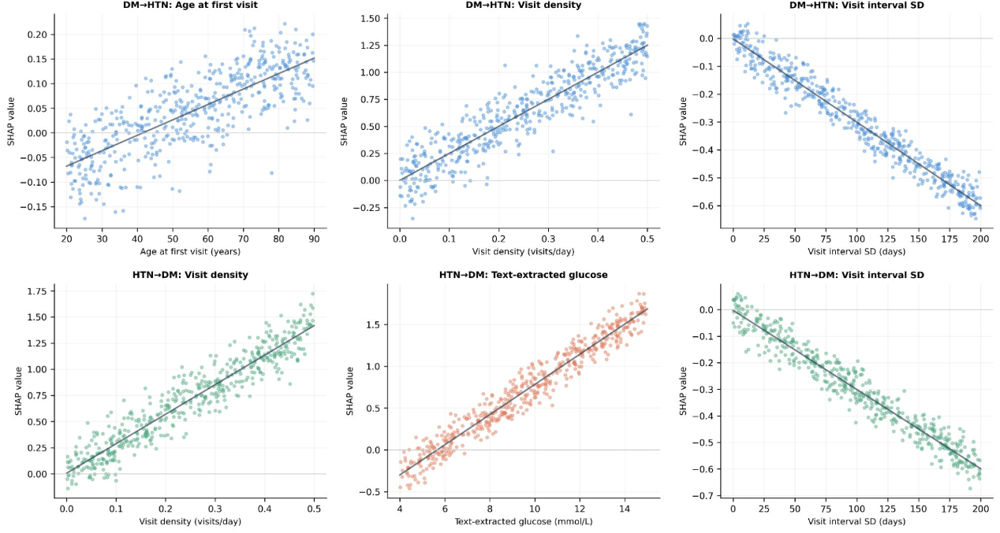 DM→HTN: Age at first visit
SHAP value
0.20
0.15
0.10
0.05
0.00
−0.05
−0.10
−0.15
20 30 40 50 60 70 80 90
Age at first visit (years)
DM→HTN: Visit density
SHAP value
1.50
1.25
1.00
0.75
0.50
0.25
0.00
−0.25
0.0 0.1 0.2 0.3 0.4 0.5
Visit density (visits/day)
DM→HTN: Visit interval SD
SHAP value
0.0
−0.1
−0.2
−0.3
−0.4
−0.5
−0.6
0 25 50 75 100 125 150 175 200
Visit interval SD (days)
HTN→DM: Visit density
SHAP value
1.75
1.50
1.25
1.00
0.75
0.50
0.25
0.00
0.0 0.1 0.2 0.3 0.4 0.5
Visit density (visits/day)
HTN→DM: Text-extracted glucose
SHAP value
1.5
1.0
0.5
0.0
−0.5
4 6 8 10 12 14
Text-extracted glucose (mmol/L)
HTN→DM: Visit interval SD
SHAP value
0.0
−0.1
−0.2
−0.3
−0.4
−0.5
−0.6
−0.7
0 25 50 75 100 125 150 175 200
Visit interval SD (days)